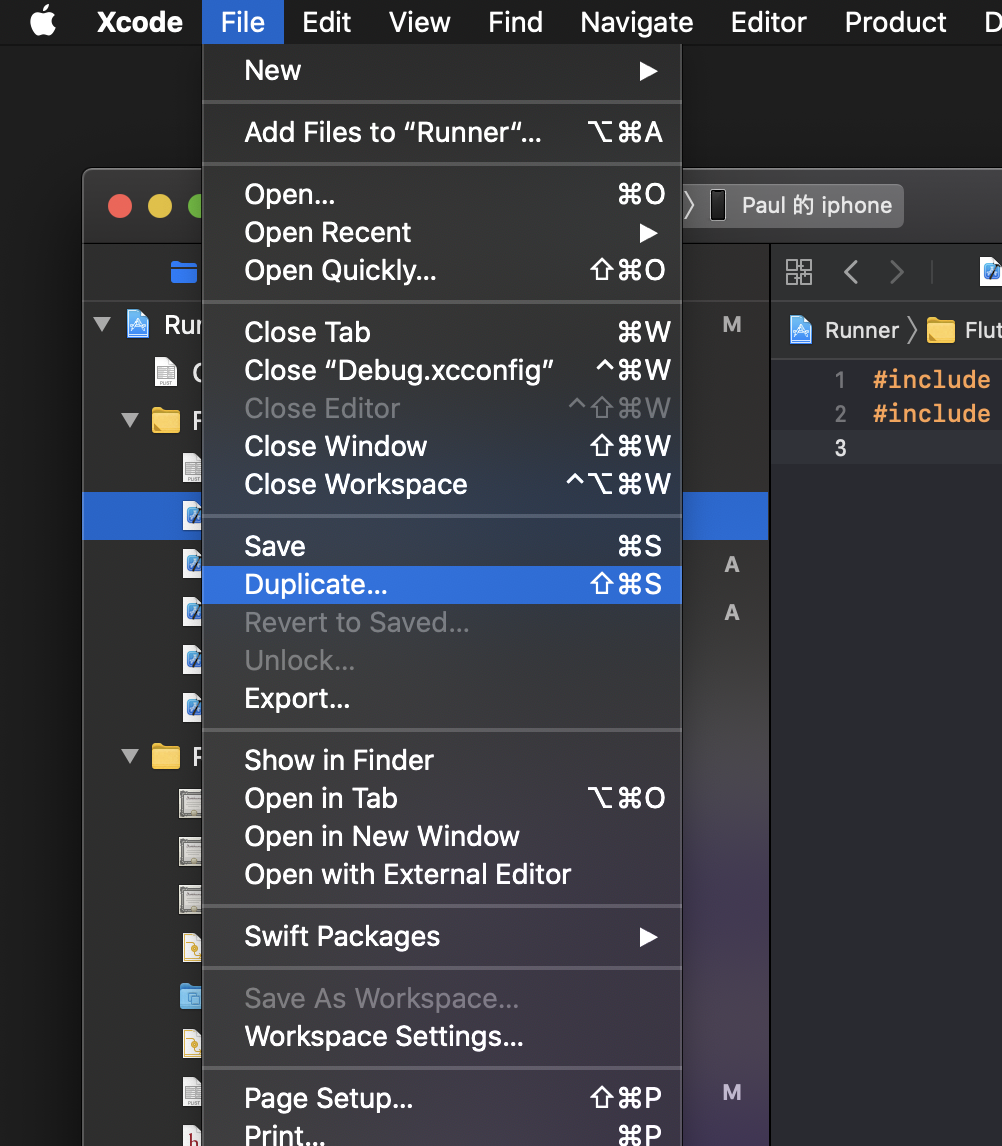 Xcode File Edit View Find Navigate Editor Product D
New
Add Files to “Runner“... ⌥⌘A
Open... ⌘O
Open Recent
Open Quickly... ⇧⌘O
Close Tab ⌘W
Close “Debug.xcconfig” ^⌘W
Close Editor ^⇧⌘W
Close Window ⇧⌘W
Close Workspace ^⌥⌘W
Save ⌘S
Duplicate... ⇧⌘S
Revert to Saved...
Unlock...
Export...
Show in Finder
Open in Tab ⌥⌘O
Open in New Window
Open with External Editor
Swift Packages
Save As Workspace...
Workspace Settings...
Page Setup... ⇧⌘P
Print... ⌘P
Run
M
A
A
M
Paul 的 iphone
Runner 〉 Flut
1 #include
2 #include
3